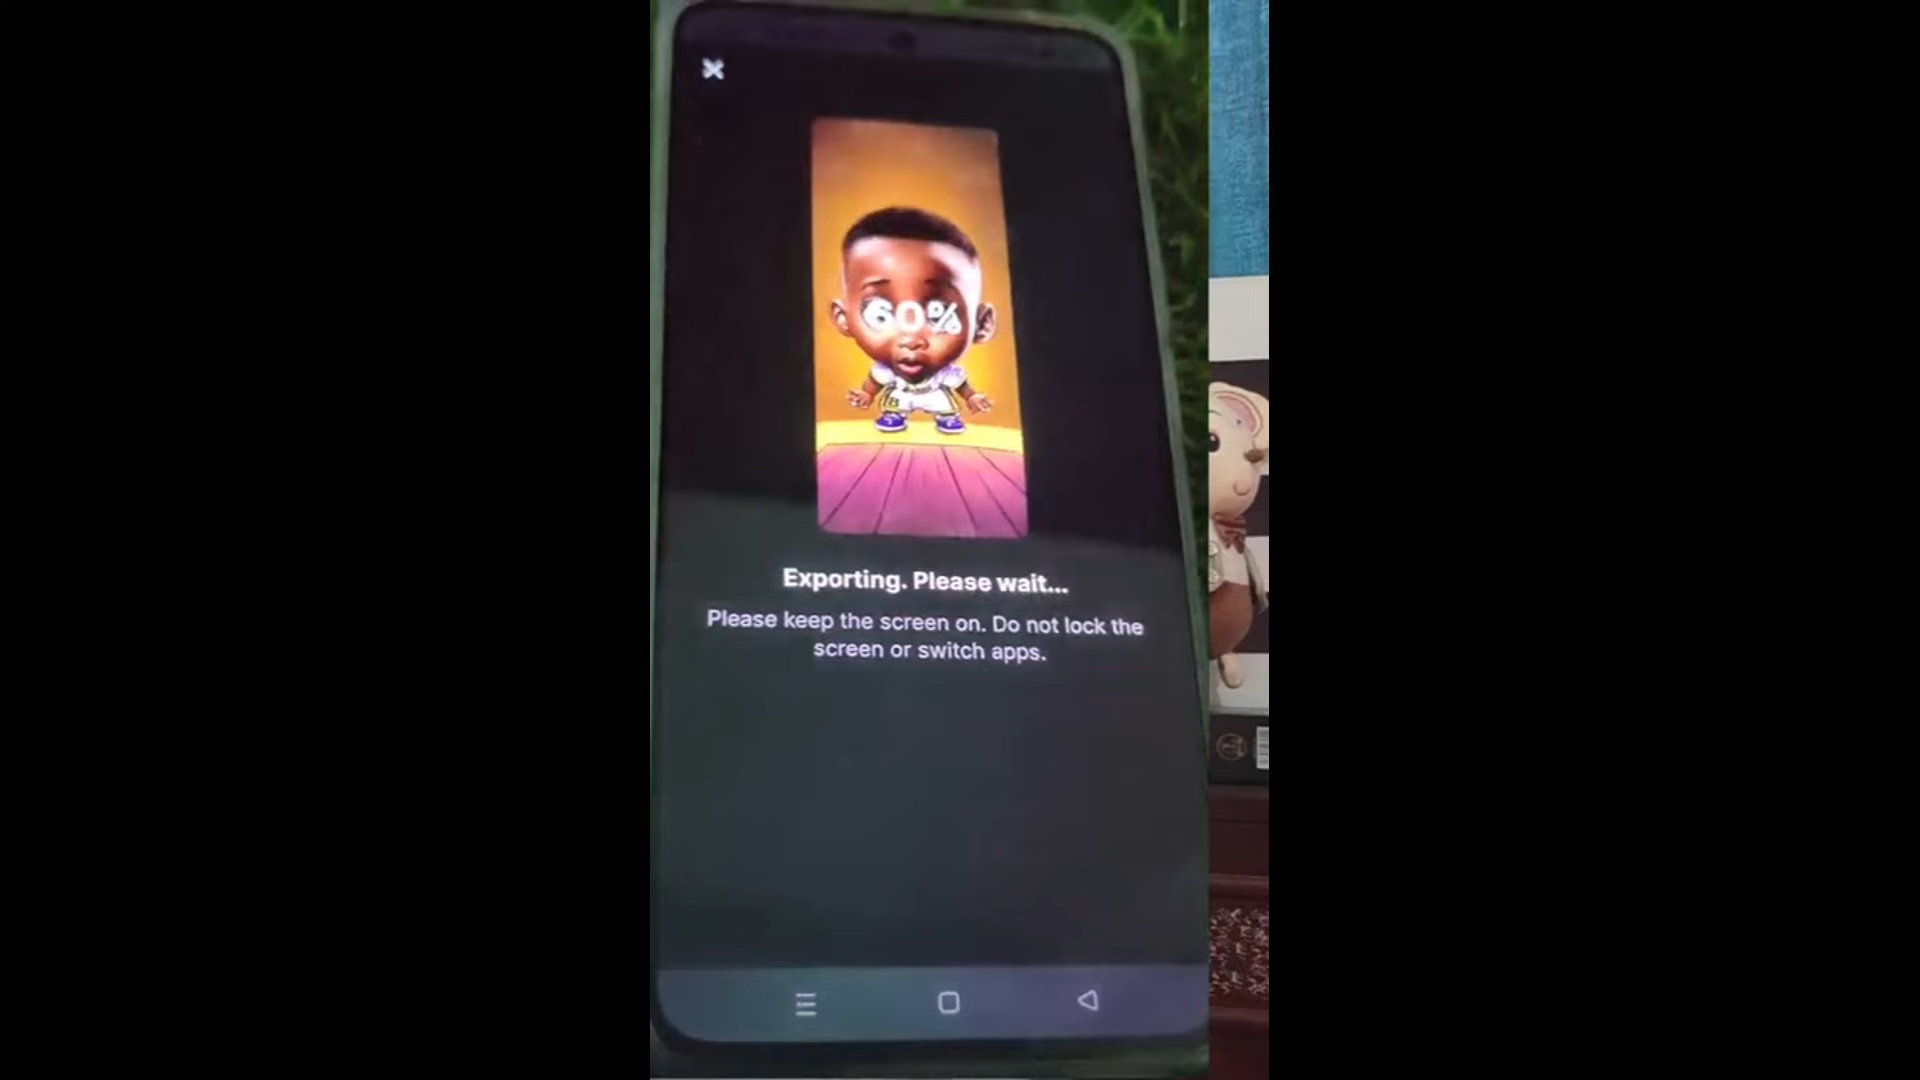 60%
Exporting. Please wait...
Please keep the screen on. Do not lock the
screen or switch apps.